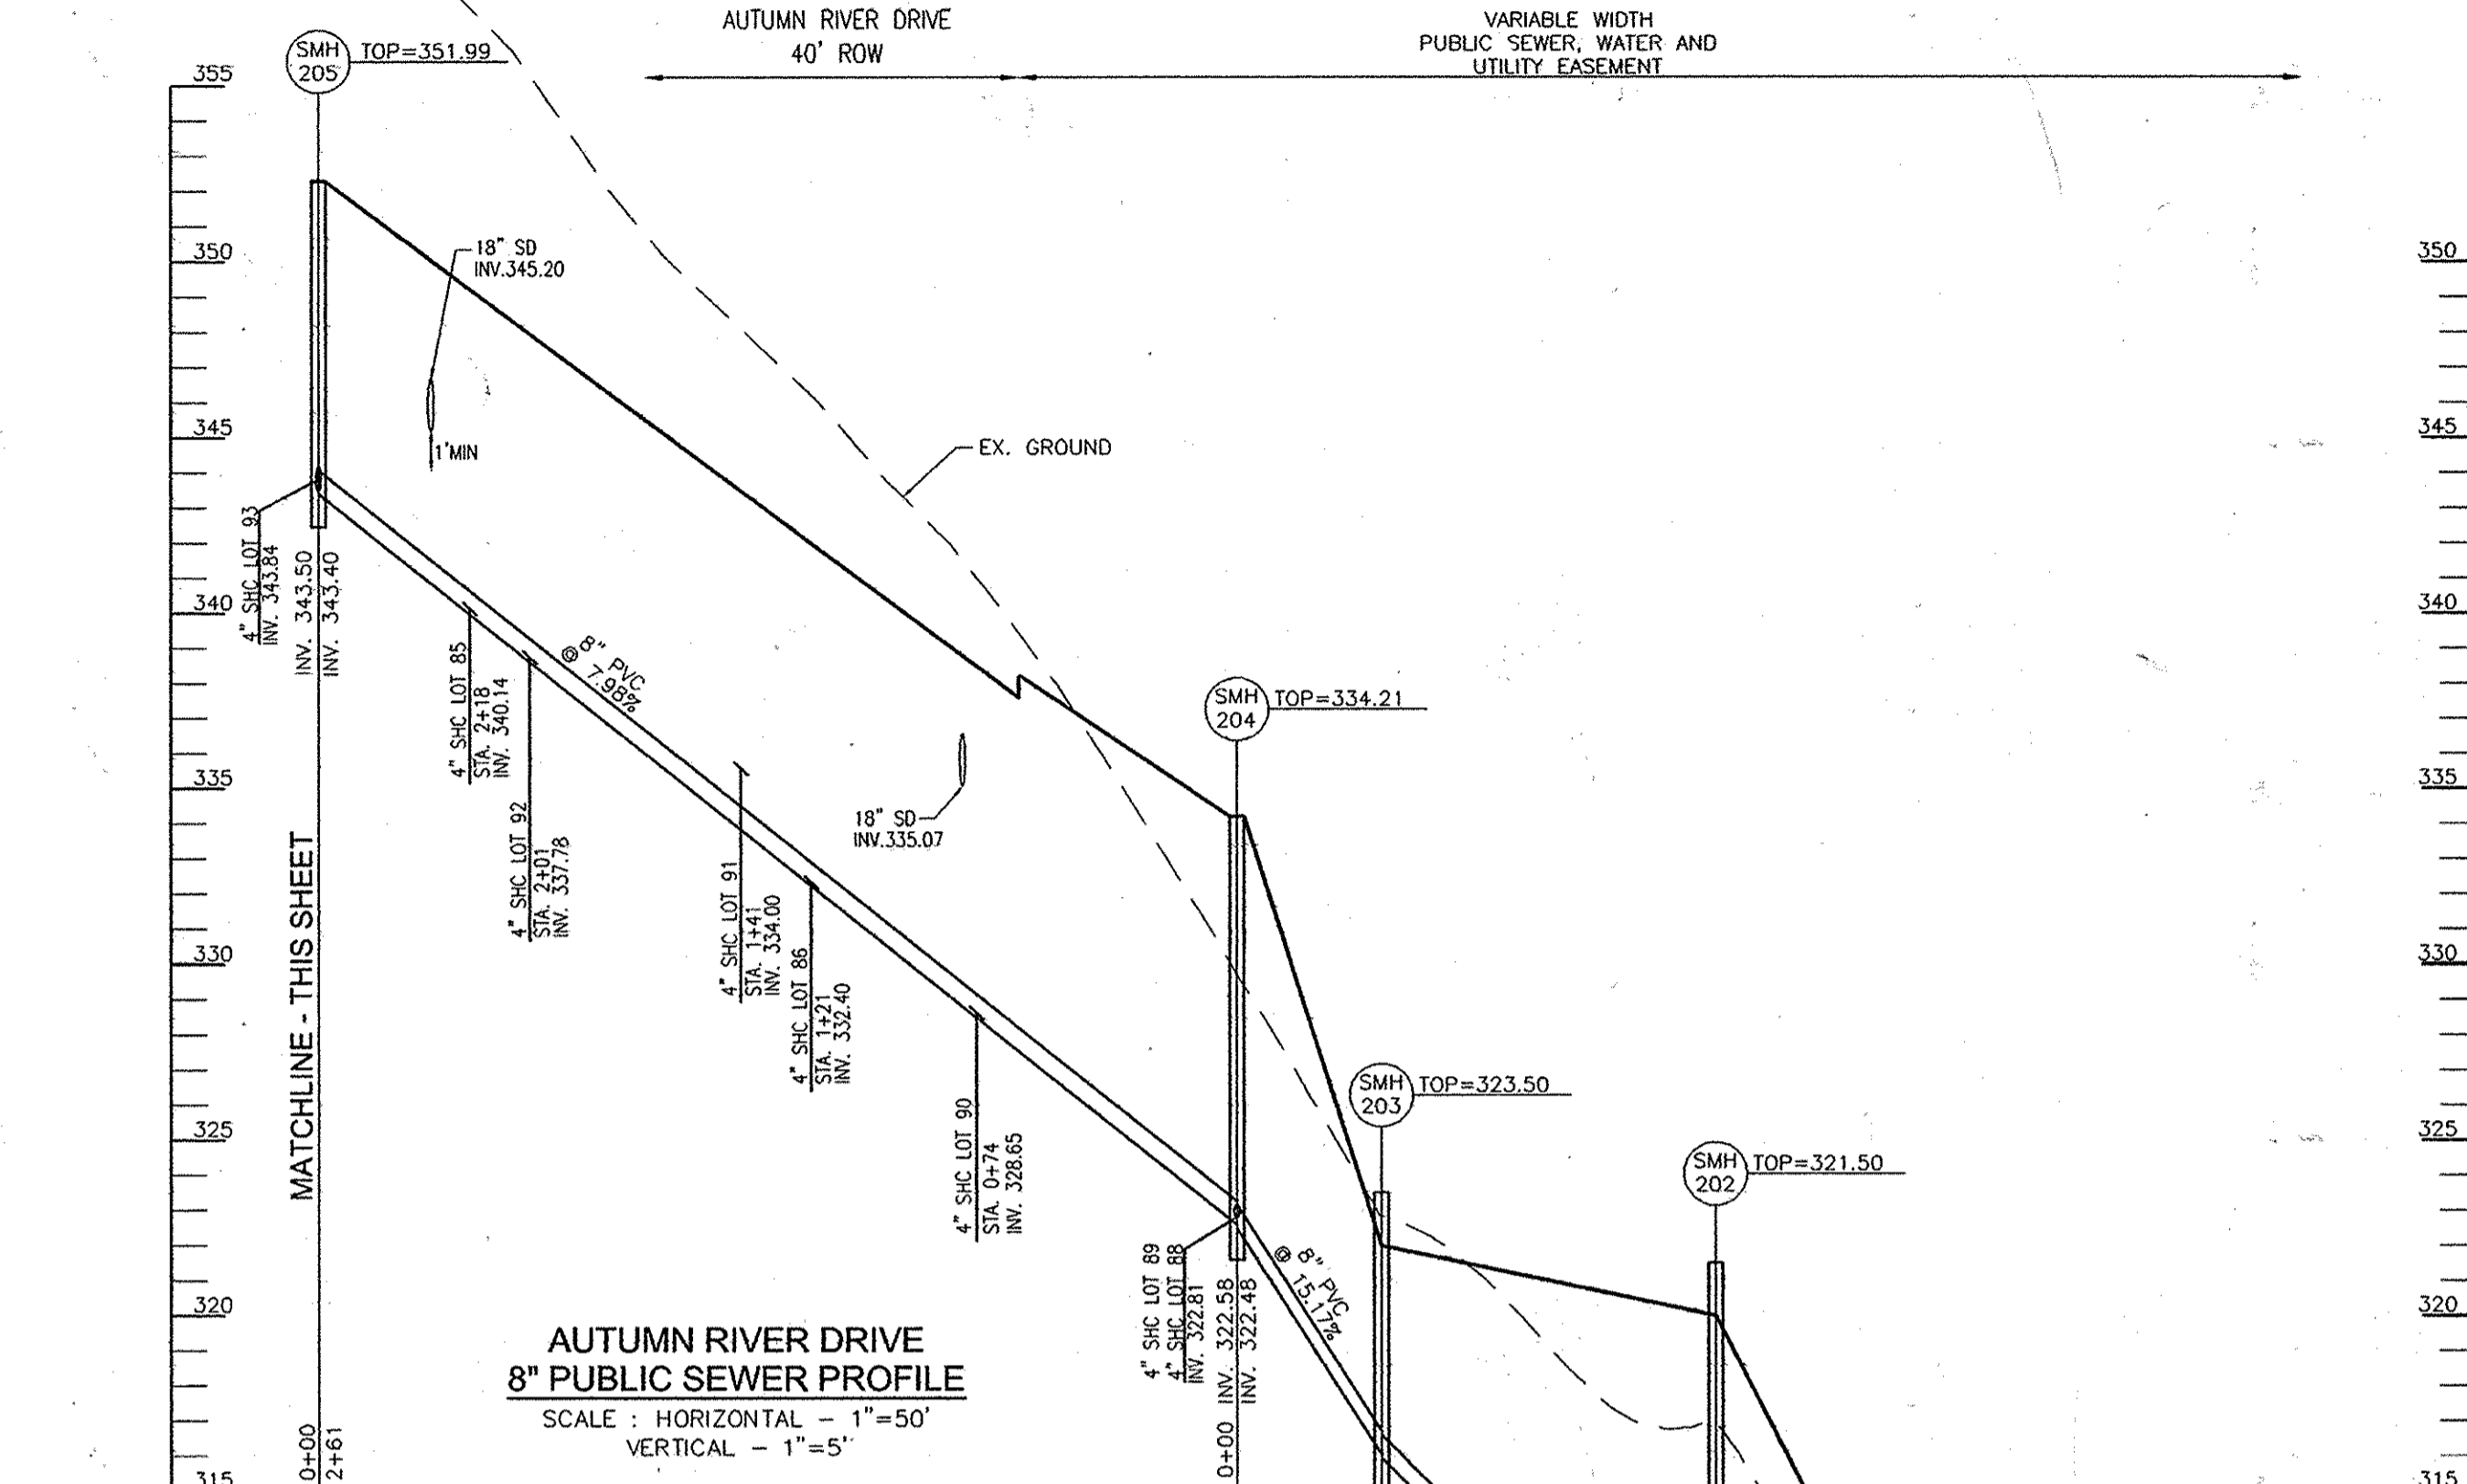 AUTUMN RIVER DRIVE
40' ROW
VARIABLE WIDTH
PUBLIC SEWER, WATER AND
UTILITY EASEMENT
SMH
205
TOP=351.99
355
350
345
340
335
330
325
320
315
18" SD
INV.345.20
1'MIN
EX. GROUND
4" SHC LOT 93
INV. 343.84
INV. 343.50
INV. 343.40
8" PVC
@ 7.98%
4" SHC LOT 85
STA. 2+18
INV. 340.14
4" SHC LOT 92
STA. 2+01
INV. 337.78
4" SHC LOT 91
STA. 1+41
INV. 334.00
4" SHC LOT 86
STA. 1+21
INV. 332.40
4" SHC LOT 90
STA. 0+74
INV. 328.65
18" SD
INV.335.07
SMH
204
TOP=334.21
SMH
203
TOP=323.50
SMH
202
TOP=321.50
4" SHC LOT 89
4" SHC LOT 88
INV. 322.81
INV. 322.58
INV. 322.48
8" PVC
@ 15.17%
MATCHLINE - THIS SHEET
0+00
2+61
0+00
AUTUMN RIVER DRIVE
8" PUBLIC SEWER PROFILE
SCALE : HORIZONTAL - 1"=50'
VERTICAL - 1"=5'
350
345
340
335
330
325
320
315